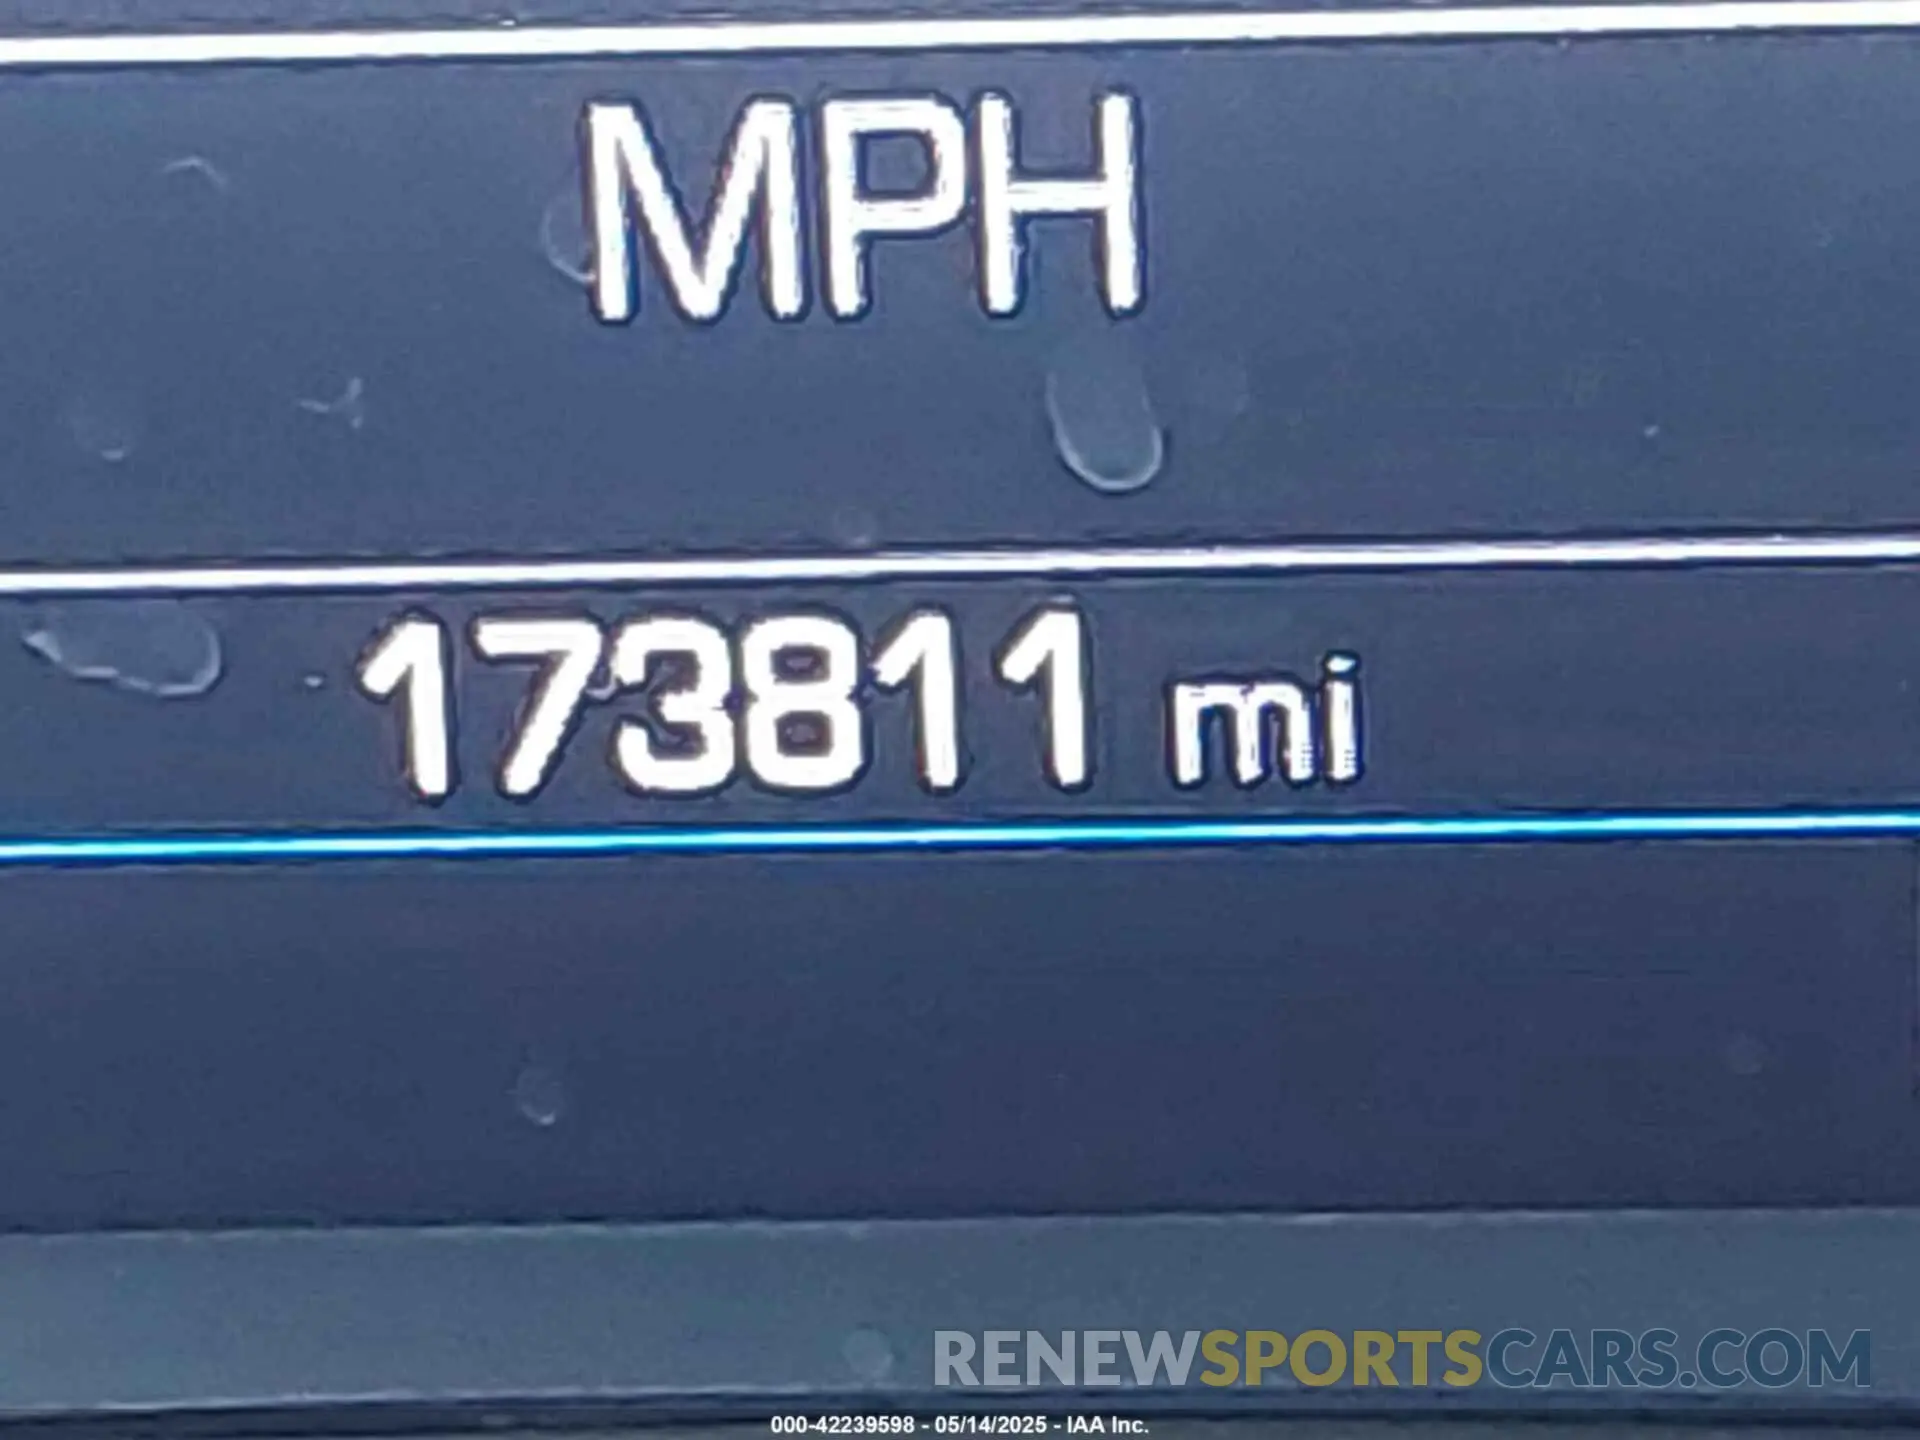 MPH
173811 mi
RENEWSPORTSCARS.COM
000-42239598 - 05/14/2025 - IAA Inc.